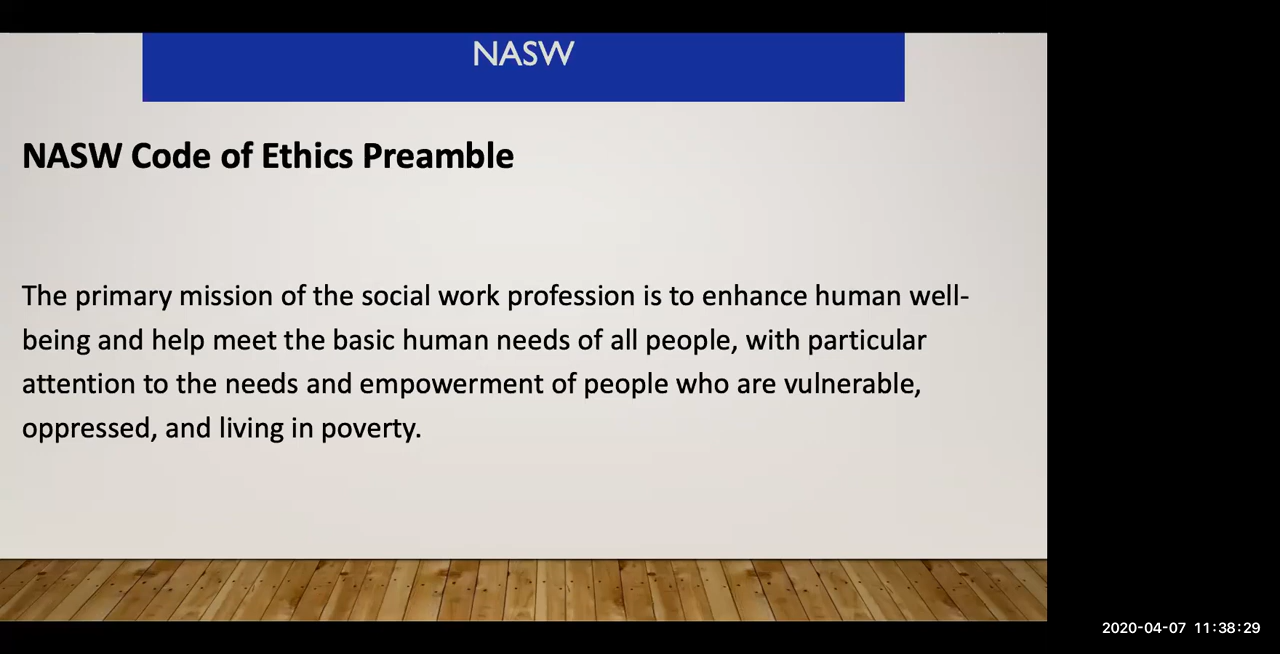 NASW
NASW Code of Ethics Preamble
The primary mission of the social work profession is to enhance human well-
being and help meet the basic human needs of all people, with particular
attention to the needs and empowerment of people who are vulnerable,
oppressed, and living in poverty.
2020-04-07 11:38:29